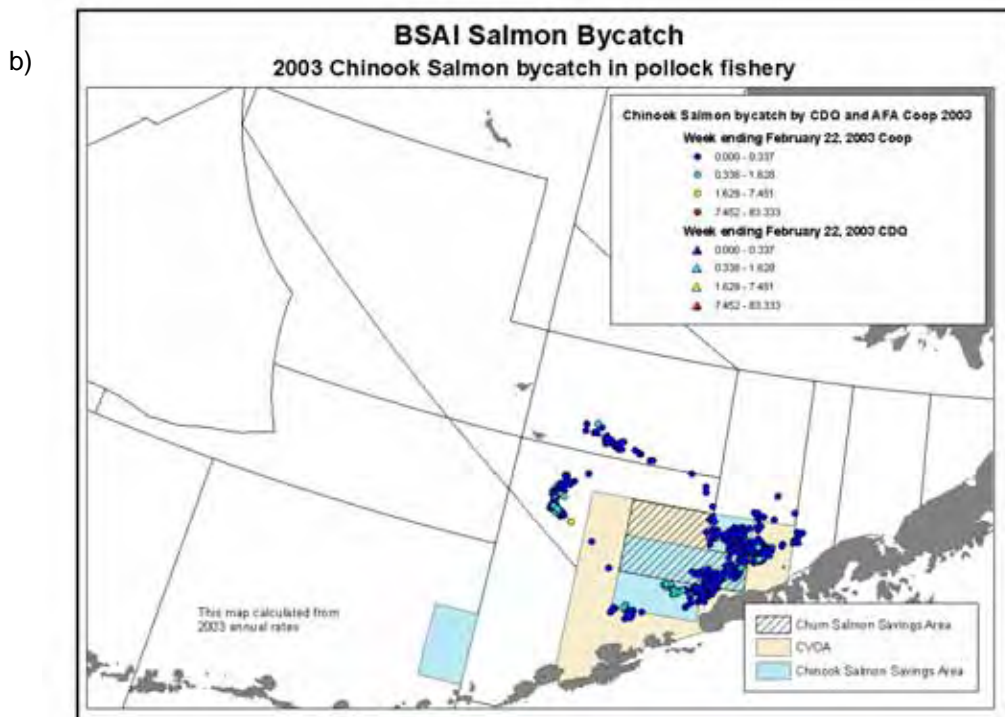 b)
BSAI Salmon Bycatch
2003 Chinook Salmon bycatch in pollock fishery
Chinook Salmon bycatch by CDQ and AFA Coop 2003
Week ending February 22, 2003 Coop
0.000 - 0.337
0.338 - 1.628
1.629 - 7.451
7.452 - 83.333
Week ending February 22, 2003 CDQ
0.000 - 0.337
0.338 - 1.628
1.629 - 7.451
7.452 - 83.333
This map calculated from
2003 annual rates
Chum Salmon Savings Area
CVOA
Chinook Salmon Savings Area